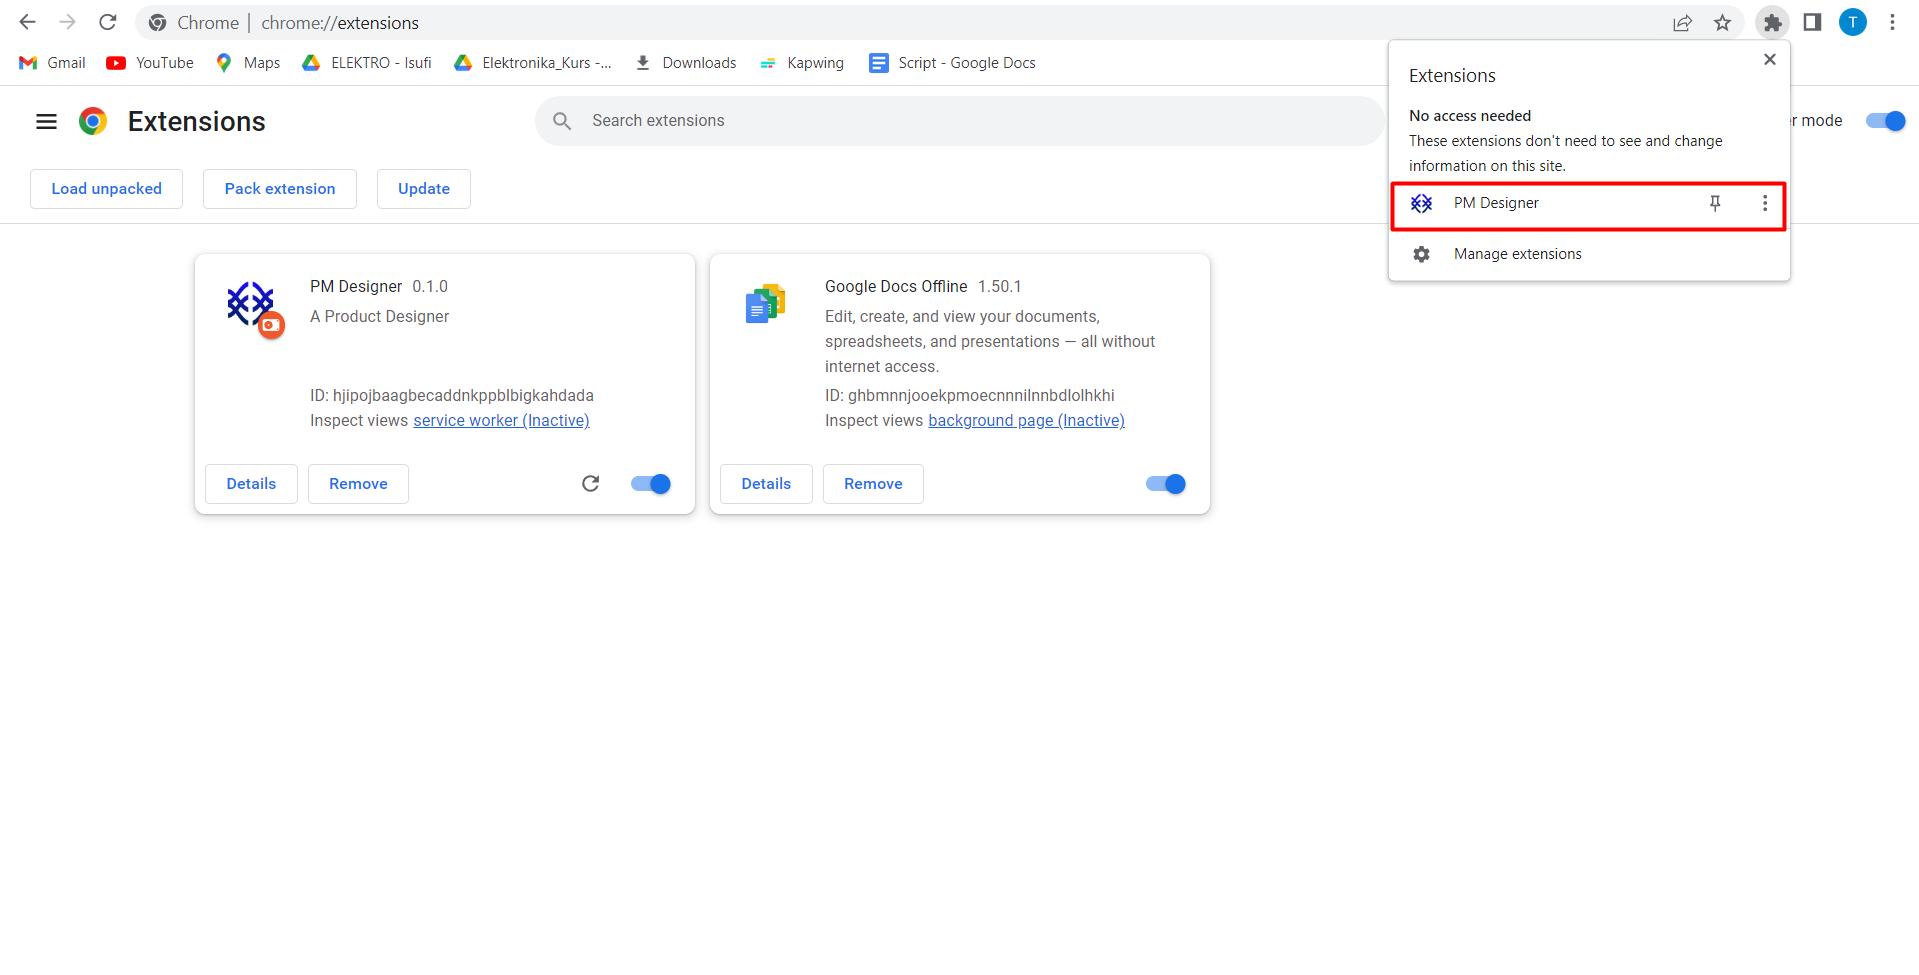 Chrome | chrome://extensions
T
Gmail YouTube Maps ELEKTRO - Isufi Elektronika_Kurs -... Downloads Kapwing Script - Google Docs
Extensions
Search extensions
r mode
Load unpacked Pack extension Update
Extensions
No access needed
These extensions don't need to see and change
information on this site.
PM Designer
Manage extensions
PM Designer 0.1.0
A Product Designer
ID: hjipojbaagbecaddnkppblbigkahdada
Inspect views service worker (Inactive)
Details Remove
Google Docs Offline 1.50.1
Edit, create, and view your documents,
spreadsheets, and presentations — all without
internet access.
ID: ghbmnnjooekpmoecnnnilnnbdlolhkhi
Inspect views background page (Inactive)
Details Remove